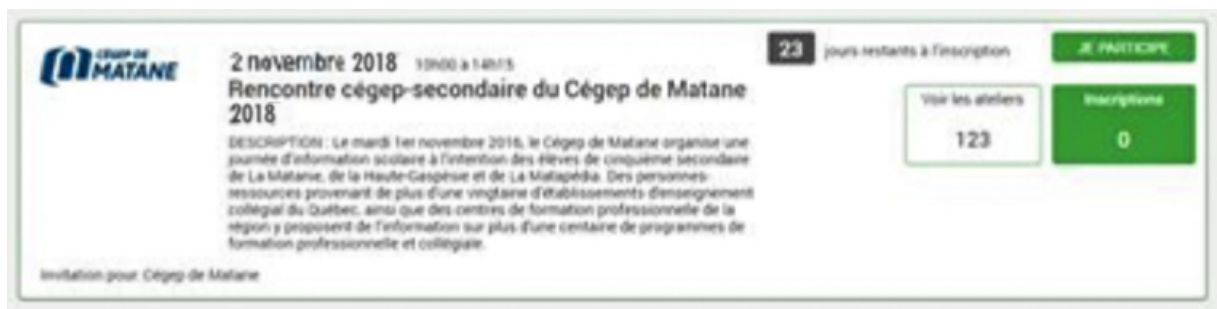 CÉGEP DE
MATANE
2 novembre 2018 10h00 à 14h15
Rencontre cégep-secondaire du Cégep de Matane
2018
DESCRIPTION : Le mardi 1er novembre 2016, le Cégep de Matane organise une
journée d'information scolaire à l'intention des élèves de cinquième secondaire
de La Matanie, de la Haute-Gaspésie et de La Matapédia. Des personnes-
ressources provenant de plus d'une vingtaine d'établissements d'enseignement
collégial du Québec, ainsi que des centres de formation professionnelle de la
région y proposent de l'information sur plus d'une centaine de programmes de
formation professionnelle et collégiale.
Invitation pour Cégep de Matane
23 jours restants à l'inscription
JE PARTICIPE
Voir les ateliers
123
Inscriptions
0